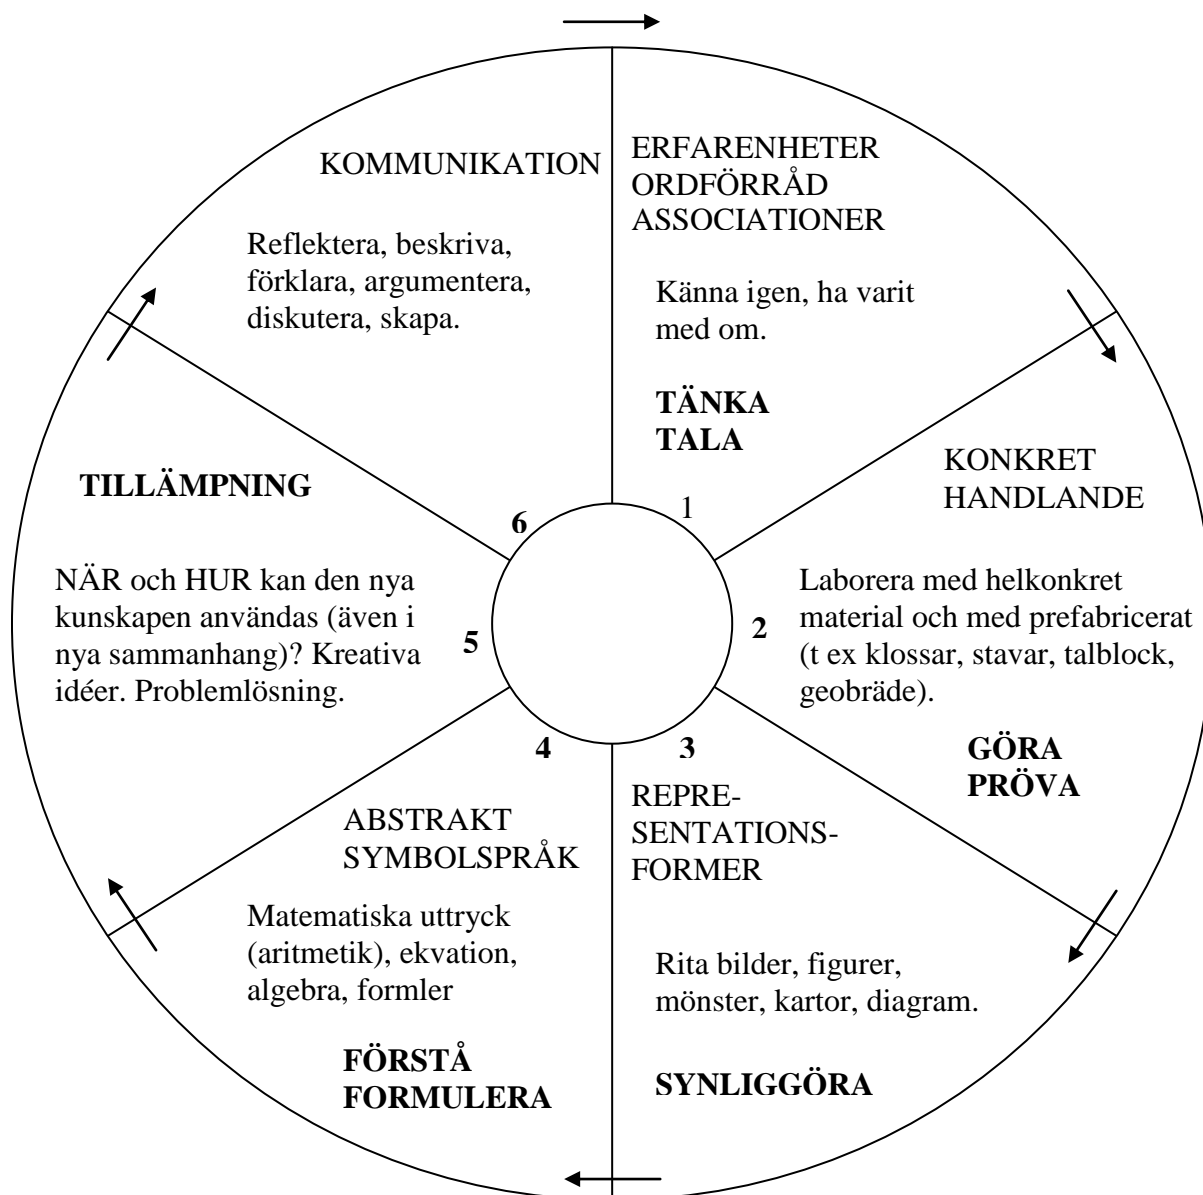 ERFARENHETER
ORDFÖRRÅD
ASSOCIATIONER
Känna igen, ha varit
med om.
TÄNKA
TALA
1
KONKRET
HANDLANDE
Laborera med helkonkret
material och med prefabricerat
(t ex klossar, stavar, talblock,
geobräde).
GÖRA
PRÖVA
2
3
REPRE-
SENTATIONS-
FORMER
Rita bilder, figurer,
mönster, kartor, diagram.
SYNLIGGÖRA
4
ABSTRAKT
SYMBOLSPRÅK
Matematiska uttryck
(aritmetik), ekvation,
algebra, formler
FÖRSTÅ
FORMULERA
TILLÄMPNING
NÄR och HUR kan den nya
kunskapen användas (även i
nya sammanhang)? Kreativa
idéer. Problemlösning.
5
KOMMUNIKATION
Reflektera, beskriva,
förklara, argumentera,
diskutera, skapa.
6